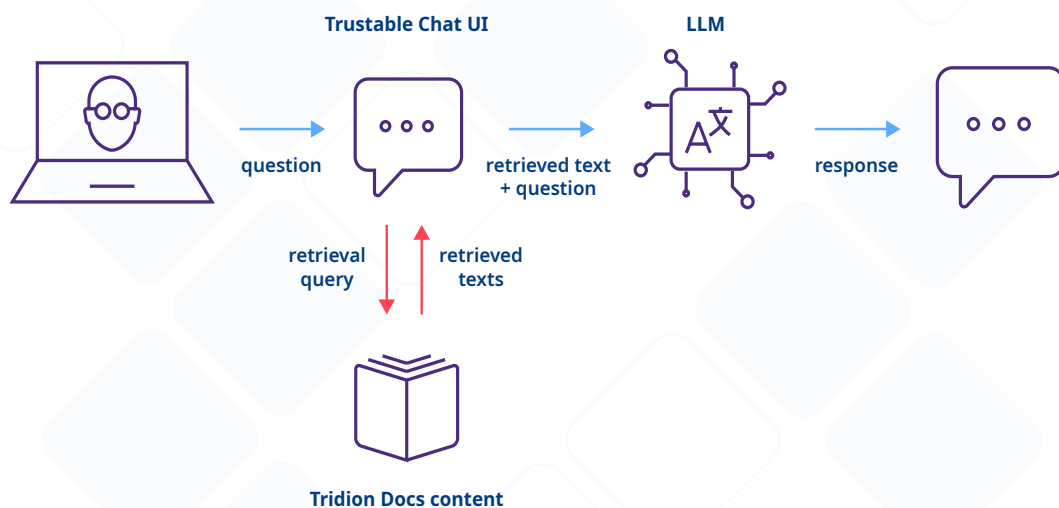 Trustable Chat UI
LLM
question
retrieved text
+ question
response
retrieval
query
retrieved
texts
Tridion Docs content